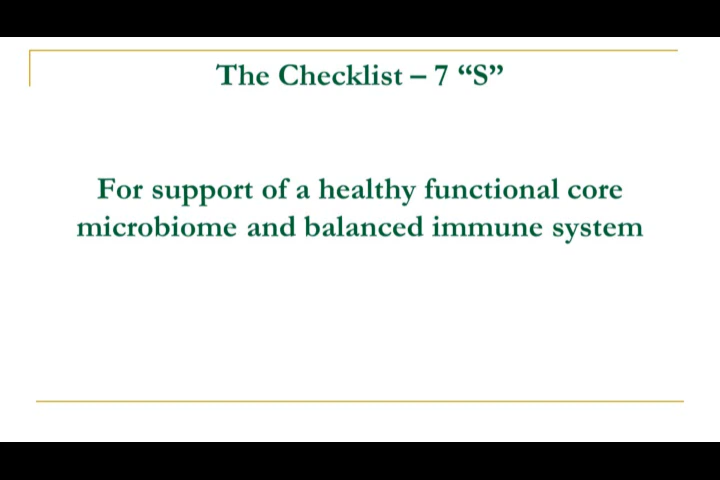 The Checklist – 7 “S”
For support of a healthy functional core
microbiome and balanced immune system